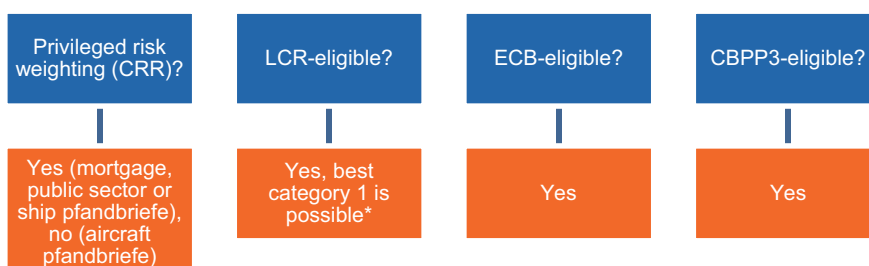 Privileged risk
weighting (CRR)?
LCR-eligible?
ECB-eligible?
CBPP3-eligible?
Yes (mortgage,
public sector or
ship pfandbriefe),
no (aircraft
pfandbriefe)
Yes, best
category 1 is
possible*
Yes
Yes